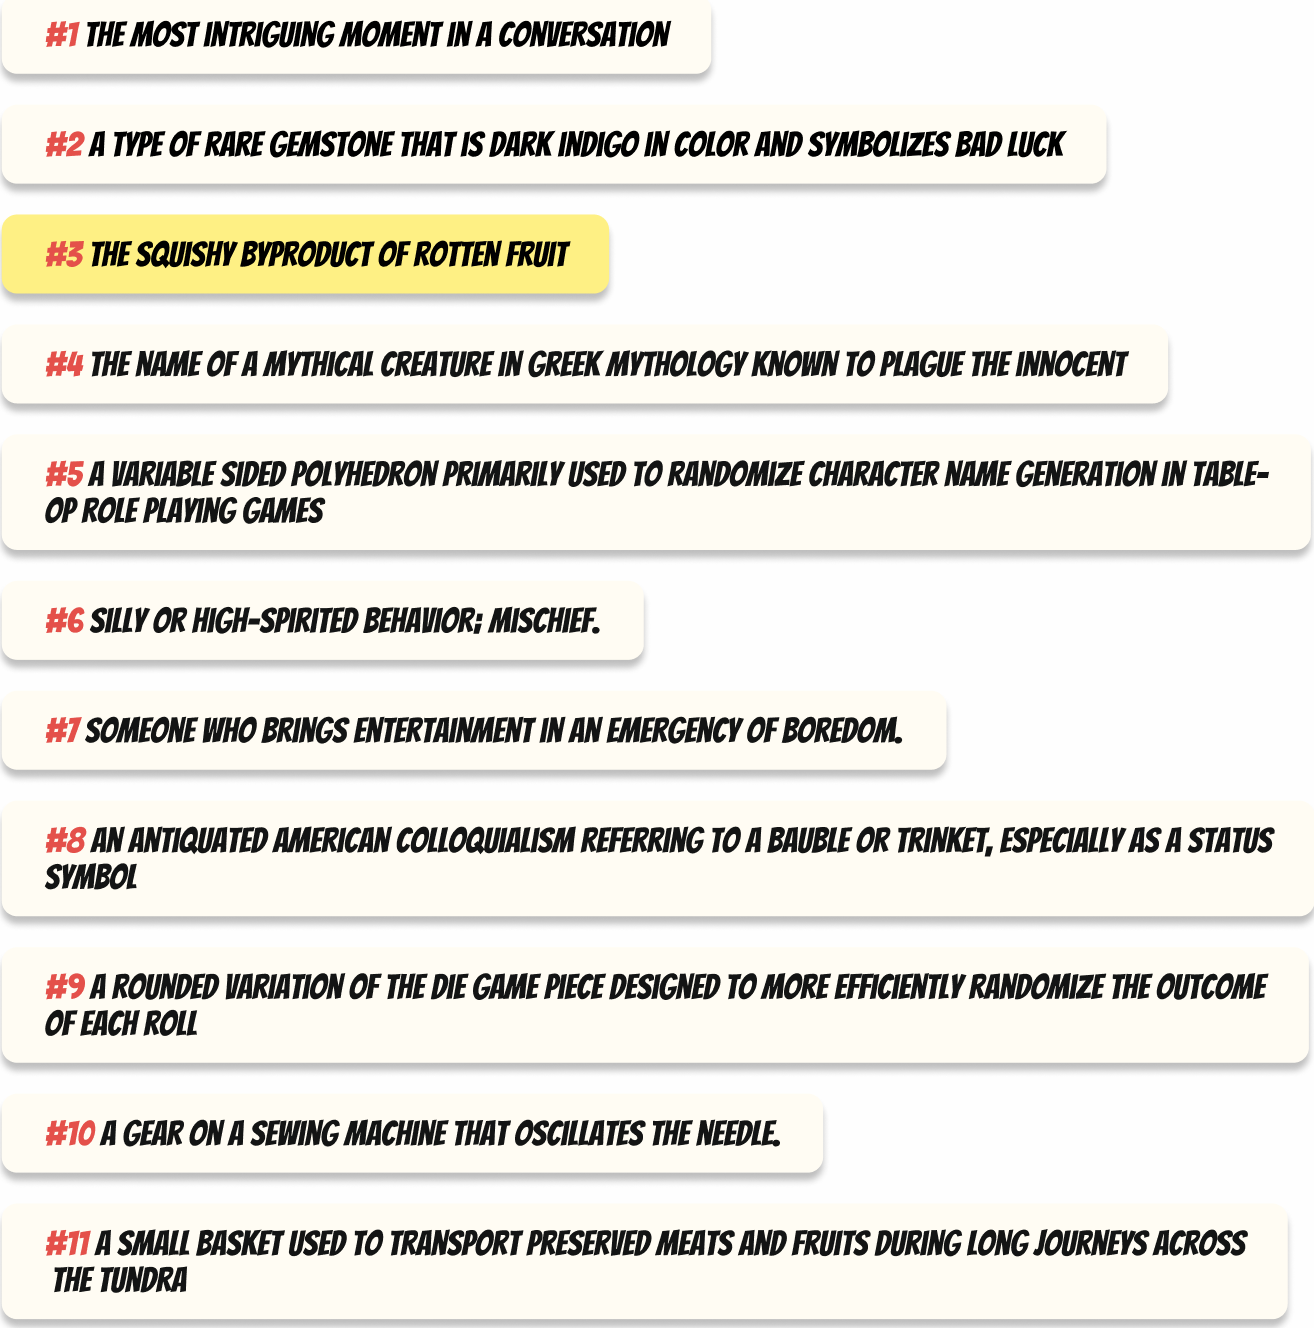 #1 THE MOST INTRIGUING MOMENT IN A CONVERSATION
#2 A TYPE OF RARE GEMSTONE THAT IS DARK INDIGO IN COLOR AND SYMBOLIZES BAD LUCK
#3 THE SQUISHY BYPRODUCT OF ROTTEN FRUIT
#4 THE NAME OF A MYTHICAL CREATURE IN GREEK MYTHOLOGY KNOWN TO PLAGUE THE INNOCENT
#5 A VARIABLE SIDED POLYHEDRON PRIMARILY USED TO RANDOMIZE CHARACTER NAME GENERATION IN TABLE-
OP ROLE PLAYING GAMES
#6 SILLY OR HIGH-SPIRITED BEHAVIOR; MISCHIEF.
#7 SOMEONE WHO BRINGS ENTERTAINMENT IN AN EMERGENCY OF BOREDOM.
#8 AN ANTIQUATED AMERICAN COLLOQUIALISM REFERRING TO A BAUBLE OR TRINKET, ESPECIALLY AS A STATUS
SYMBOL
#9 A ROUNDED VARIATION OF THE DIE GAME PIECE DESIGNED TO MORE EFFICIENTLY RANDOMIZE THE OUTCOME
OF EACH ROLL
#10 A GEAR ON A SEWING MACHINE THAT OSCILLATES THE NEEDLE.
#11 A SMALL BASKET USED TO TRANSPORT PRESERVED MEATS AND FRUITS DURING LONG JOURNEYS ACROSS
THE TUNDRA